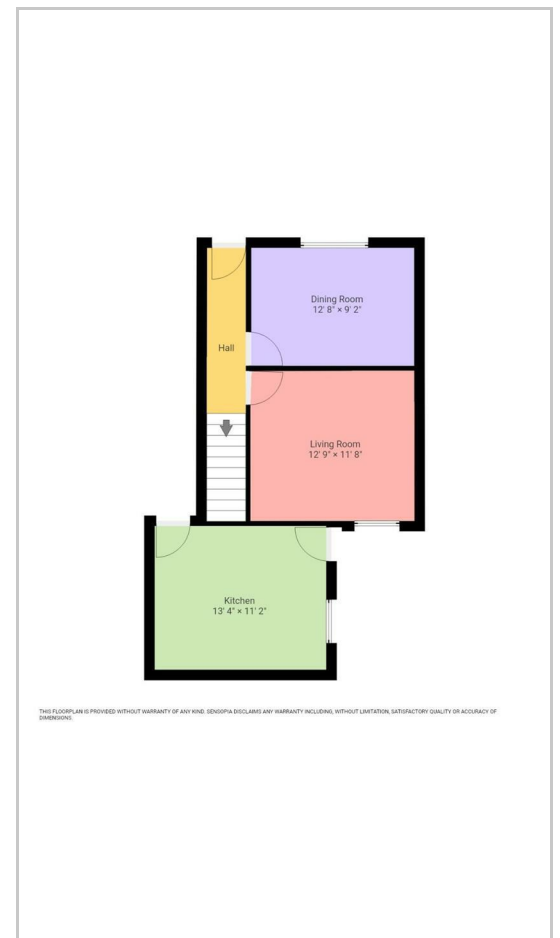 Dining Room
12' 8" × 9' 2"
Hall
Living Room
12' 9" × 11' 8"
Kitchen
13' 4" × 11' 2"
THIS FLOORPLAN IS PROVIDED WITHOUT WARRANTY OF ANY KIND. SENSOPIA DISCLAIMS ANY WARRANTY INCLUDING, WITHOUT LIMITATION, SATISFACTORY QUALITY OR ACCURACY OF
DIMENSIONS.